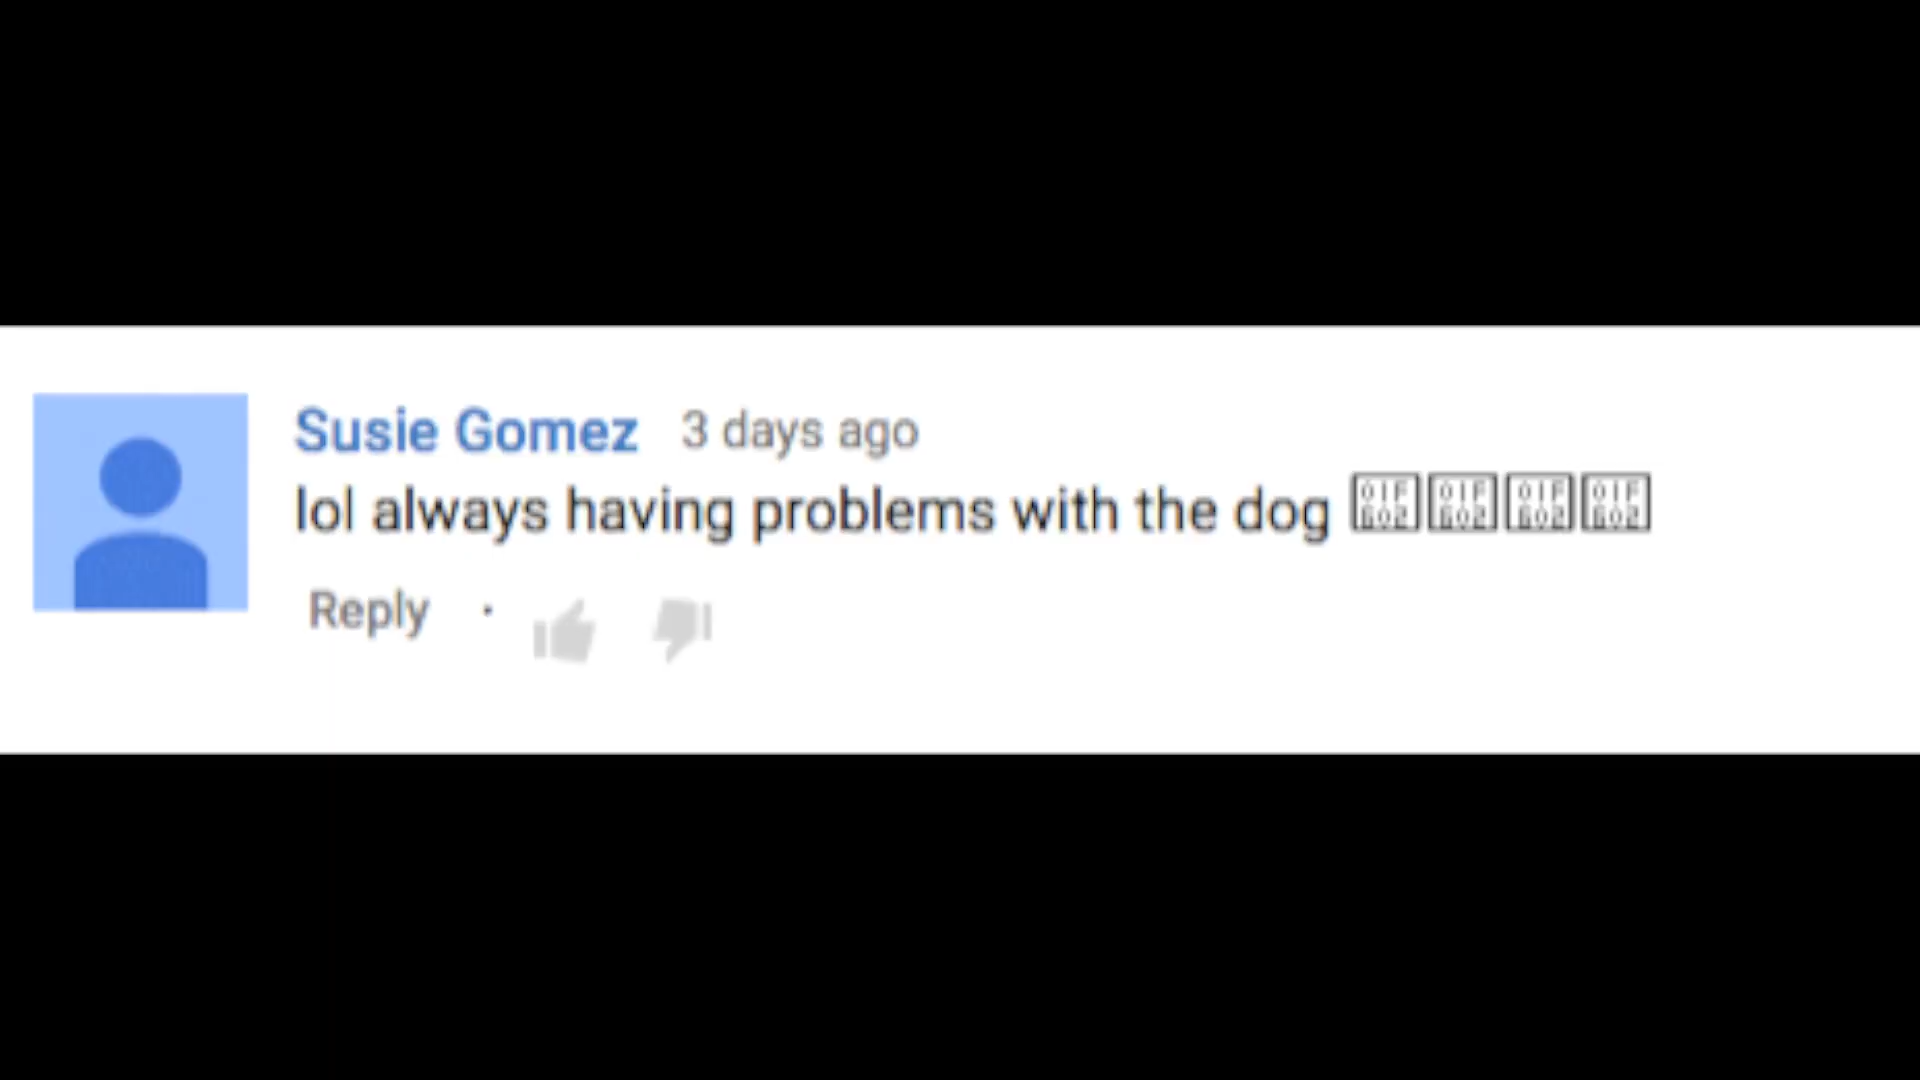 Susie Gomez 3 days ago
lol always having problems with the dog 😂😂😂😂
Reply ·